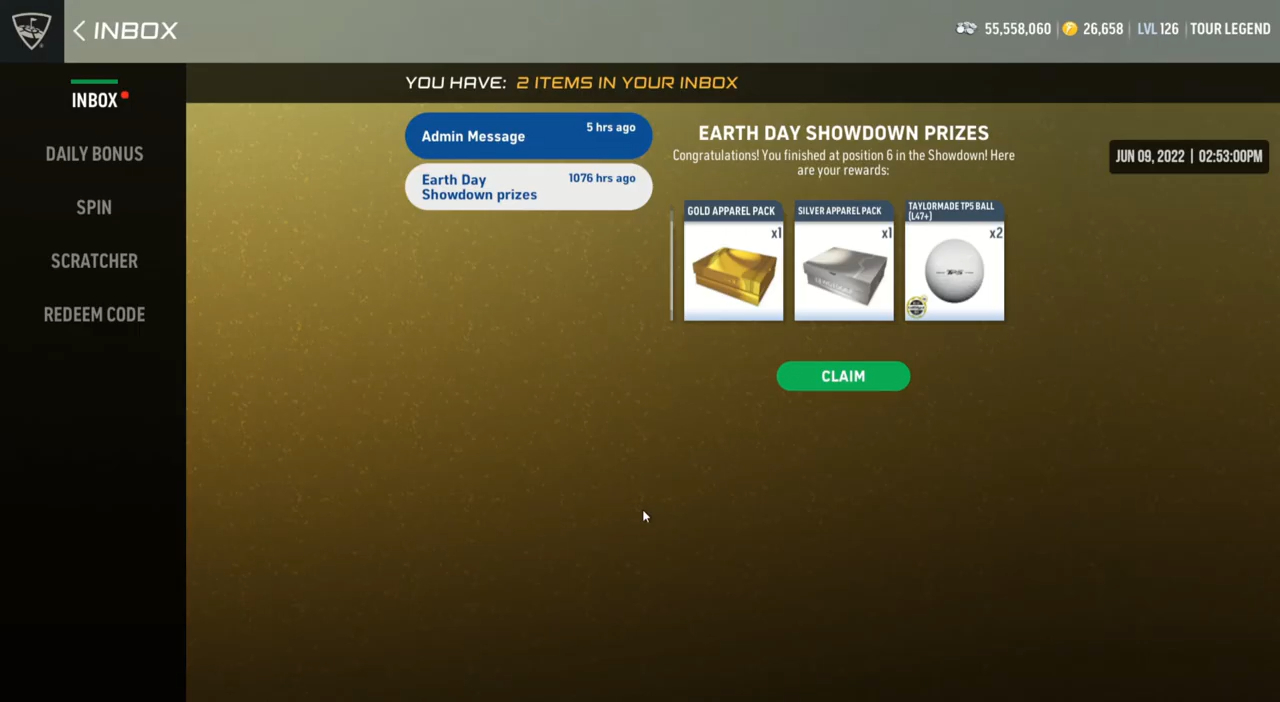 INBOX
55,558,060
26,658
LVL 126
TOUR LEGEND
INBOX
DAILY BONUS
SPIN
SCRATCHER
REDEEM CODE
YOU HAVE: 2 ITEMS IN YOUR INBOX
Admin Message
5 hrs ago
Earth Day
Showdown prizes
1076 hrs ago
EARTH DAY SHOWDOWN PRIZES
Congratulations! You finished at position 6 in the Showdown! Here
are your rewards:
GOLD APPAREL PACK
x1
SILVER APPAREL PACK
x1
TAYLORMADE TP5 BALL
(L47+)
x2
CLAIM
JUN 09, 2022 | 02:53:00PM